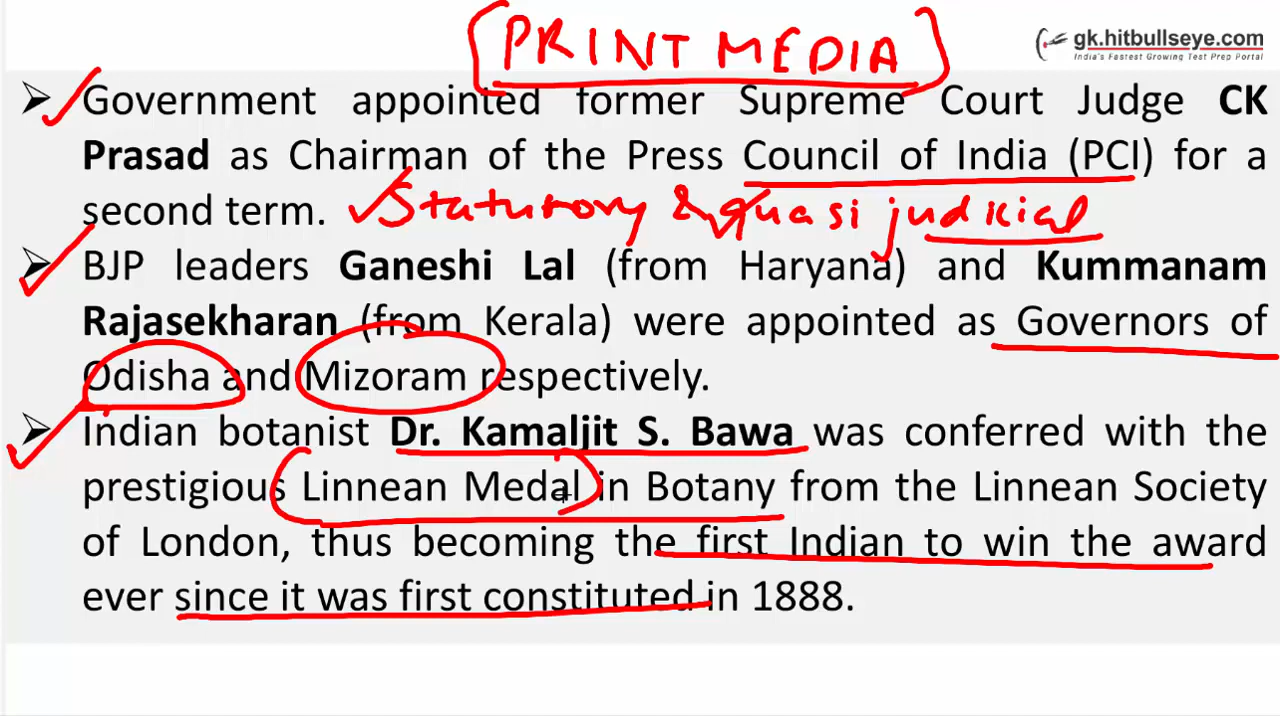 PRINT MEDIA
gk.hitbullseye.com
India's Fastest Growing Test Prep Portal
Government appointed former Supreme Court Judge CK
Prasad as Chairman of the Press Council of India (PCI) for a
second term. Statutory & quasi judicial
BJP leaders Ganeshi Lal (from Haryana) and Kummanam
Rajasekharan (from Kerala) were appointed as Governors of
Odisha and Mizoram respectively.
Indian botanist Dr. Kamaljit S. Bawa was conferred with the
prestigious Linnean Medal in Botany from the Linnean Society
of London, thus becoming the first Indian to win the award
ever since it was first constituted in 1888.